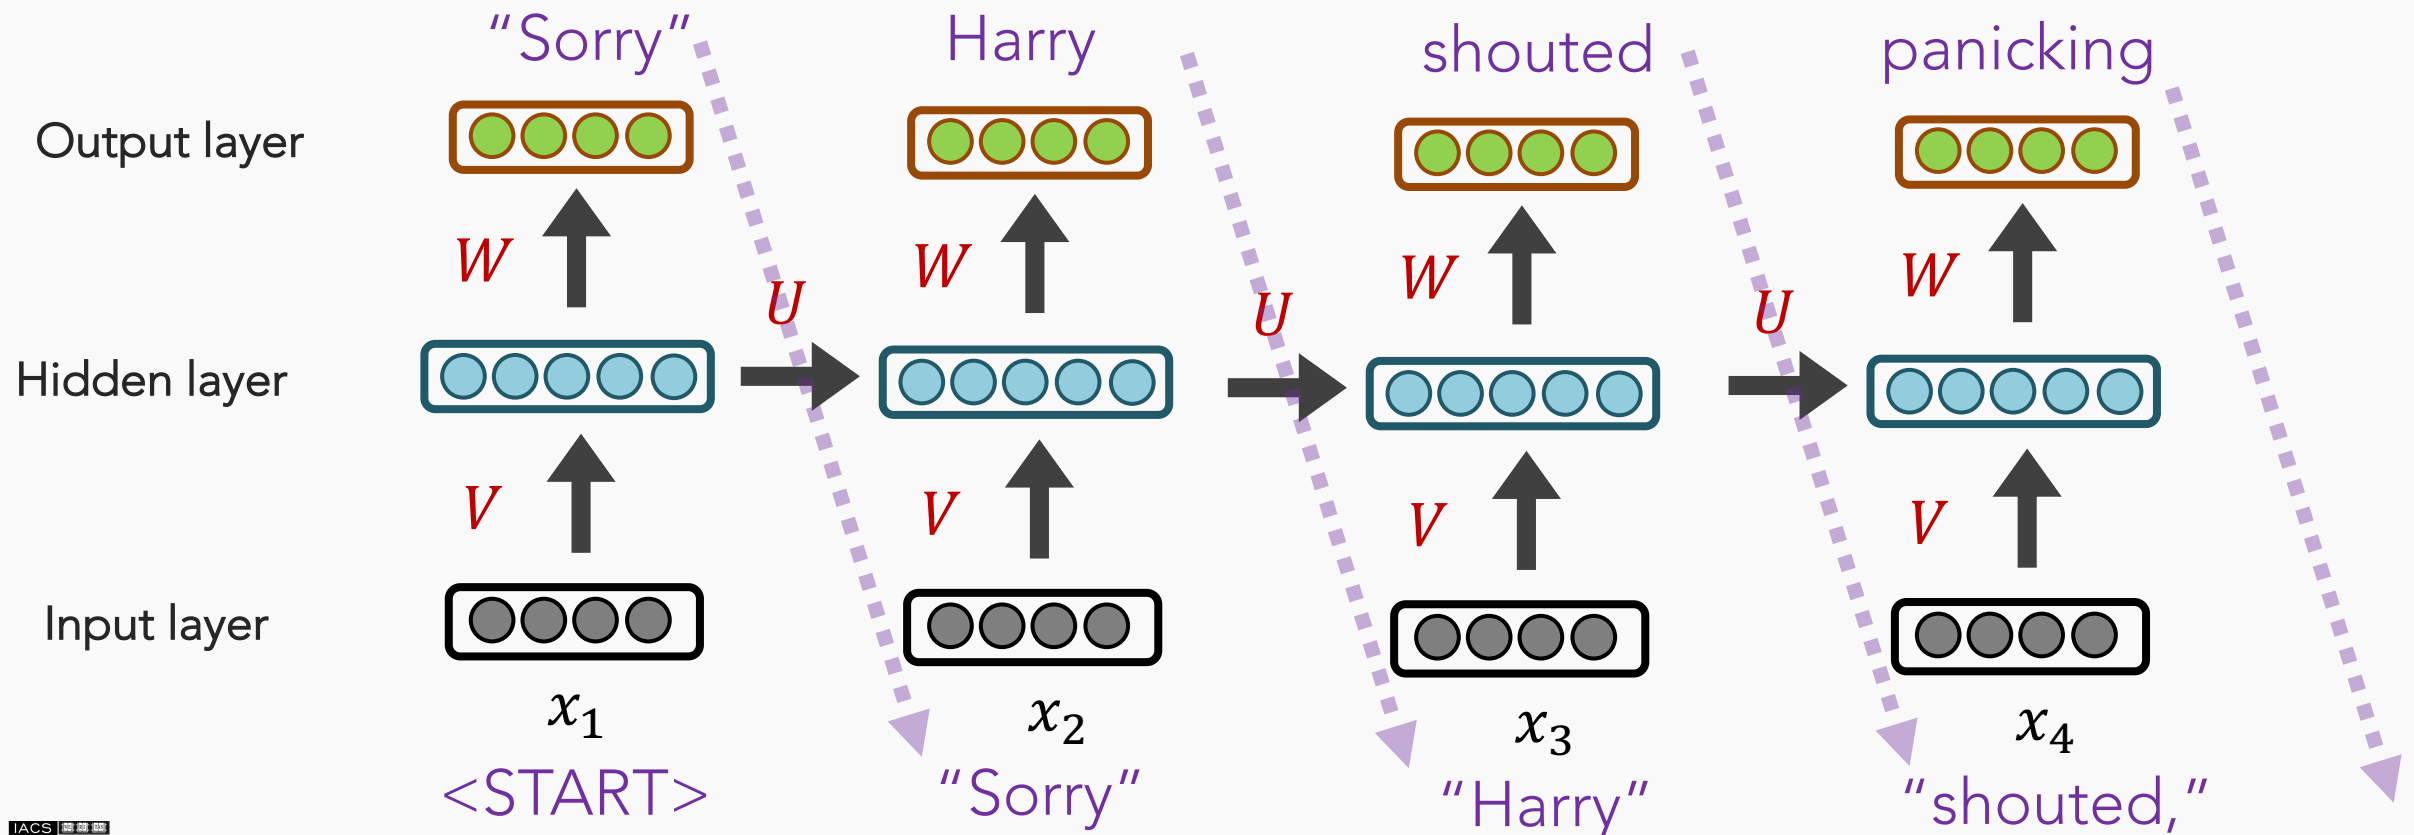 “Sorry”
Harry
shouted
panicking
Output layer
W
W
W
W
U
U
U
Hidden layer
V
V
V
V
Input layer
x₁
x₂
x₃
x₄
<START>
“Sorry”
“Harry”
“shouted,”
IACS